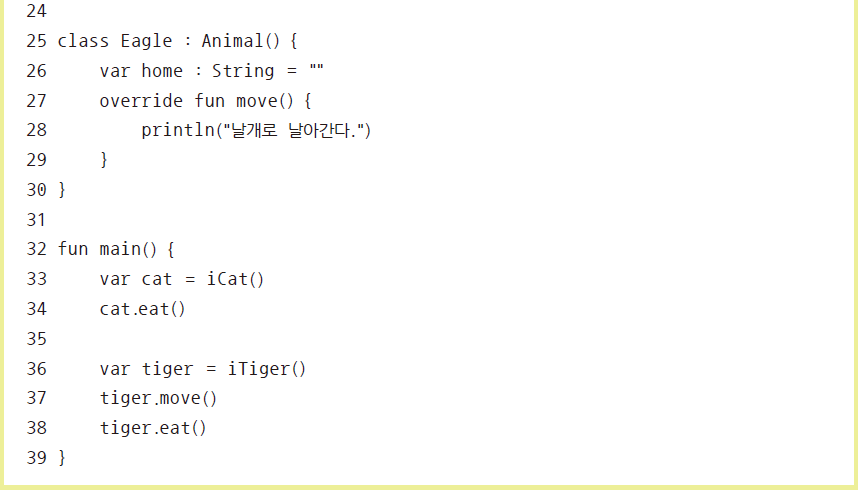 24
25 class Eagle : Animal() {
26     var home : String = ""
27     override fun move() {
28         println("날개로 날아간다.")
29     }
30 }
31
32 fun main() {
33     var cat = iCat()
34     cat.eat()
35
36     var tiger = iTiger()
37     tiger.move()
38     tiger.eat()
39 }